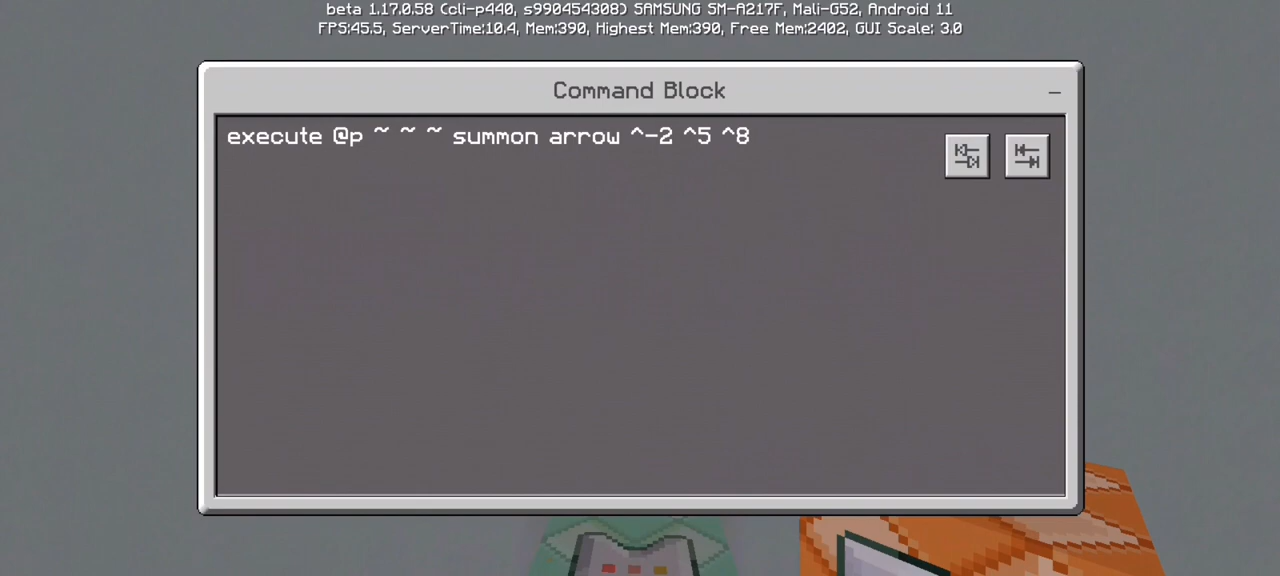 beta 1.17.0.58 (coli-p440, s990454308) SAMSUNG SM-A217F, Mali-G52, Android 11
FPS:45.5, ServerTime:10.4, Mem:390, Highest Mem:390, Free Mem:2402, GUI Scale: 3.0
Command Block
execute @p ~ ~ ~ summon arrow ^-2 ^5 ^8